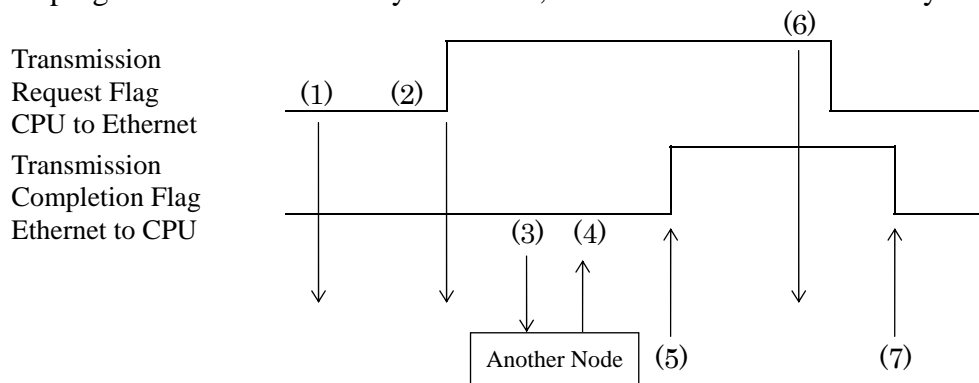 (6)
Transmission
Request Flag
CPU to Ethernet
(1)
(2)
Transmission
Completion Flag
Ethernet to CPU
(3)
(4)
Another Node
(5)
(7)